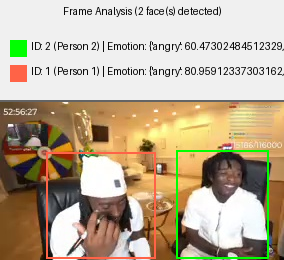 Frame Analysis (2 face(s) detected)
ID: 2 (Person 2) | Emotion: {'angry': 60.47302484512329,
ID: 1 (Person 1) | Emotion: {'angry': 80.95912337303162,
52:56:27